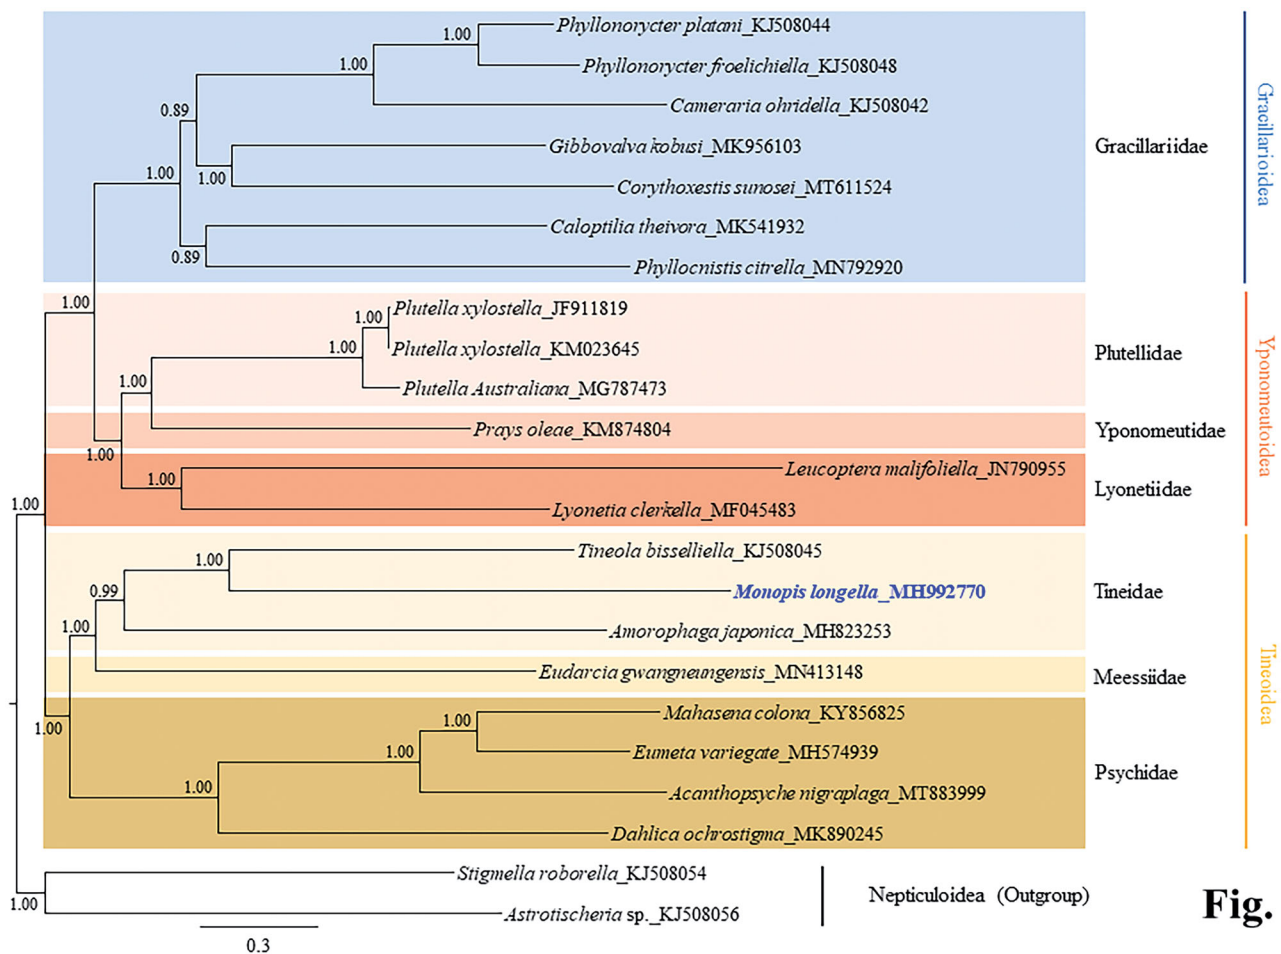 Phyllonorycter platani_KJ508044
1.00
Phyllonorycter froelichiella_KJ508048
1.00
Cameraria ohridella_KJ508042
0.89
Gibbovalva kobusi_MK956103
Gracillariidae
Gracillarioidea
1.00
1.00
Corythoxestis sunosei_MT611524
Caloptilia theivora_MK541932
0.89
Phyllocnistis citrella_MN792920
1.00
Plutella xylostella_JF911819
1.00
1.00
Plutella xylostella_KM023645
Plutellidae
1.00
Plutella Australiana_MG787473
Yponomeutoidea
Prays oleae_KM874804
Yponomeutidae
1.00
Leucoptera malifoliella_JN790955
1.00
Lyonetiidae
1.00
Lyonetia clerkella_MF045483
Tineola bisselliella_KJ508045
1.00
0.99
Monopis longella_MH992770
Tineidae
1.00
Amorophaga japonica_MH823253
Eudarcia gwangneungensis_MN413148
Meessiidae
Tineoidea
Mahasena colona_KY856825
1.00
1.00
1.00
Eumeta variegate_MH574939
Psychidae
1.00
Acanthopsyche nigraplaga_MT883999
Dahlica ochrostigma_MK890245
Stigmella roborella_KJ508054
1.00
Nepticuloidea (Outgroup)
Astrotischeria sp._KJ508056
Fig.
0.3